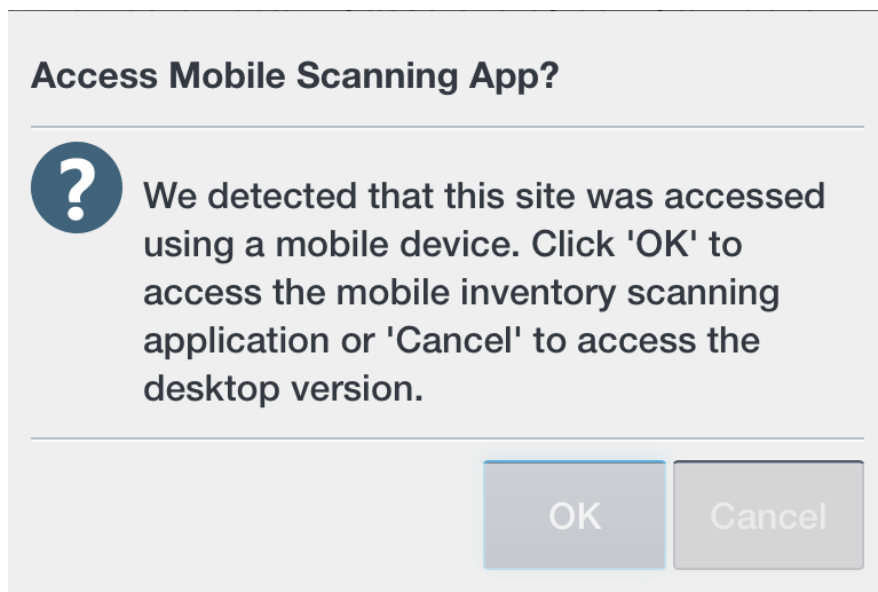 Access Mobile Scanning App?
?
We detected that this site was accessed
using a mobile device. Click 'OK' to
access the mobile inventory scanning
application or 'Cancel' to access the
desktop version.
OK
Cancel